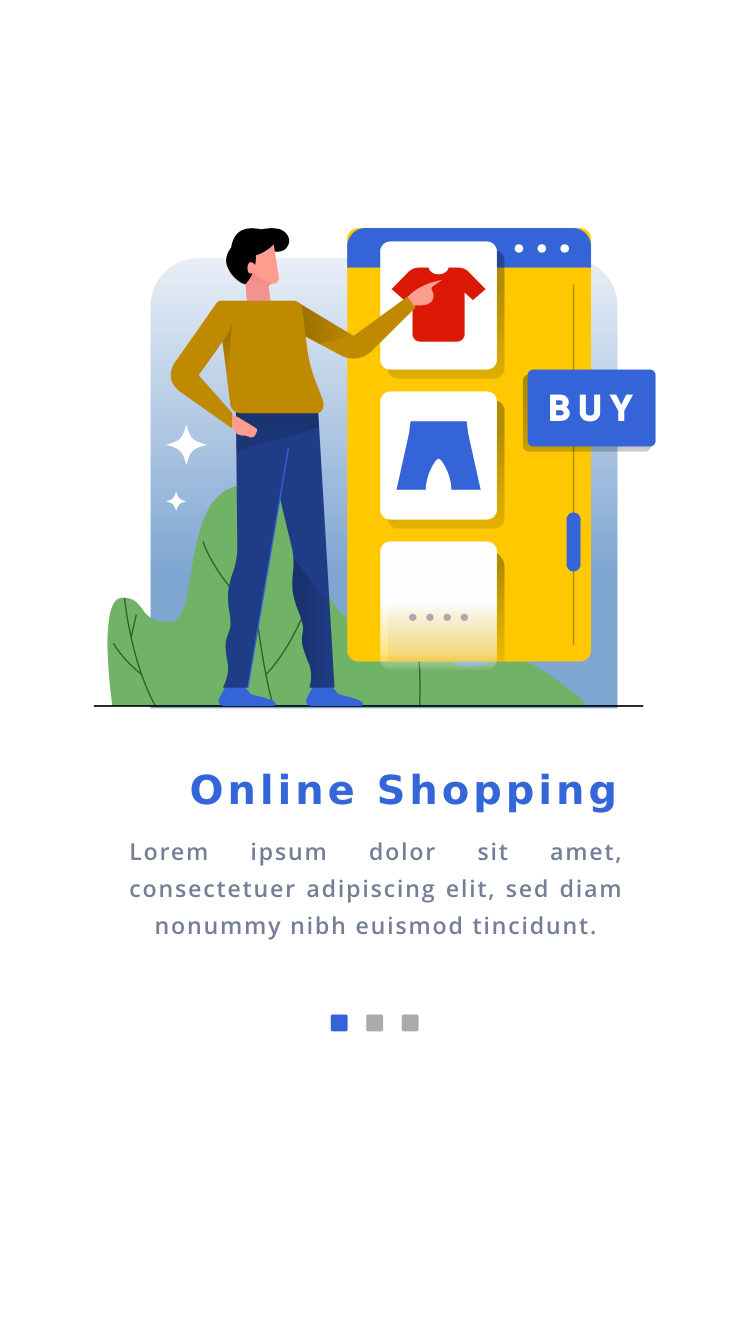 BUY
Online Shopping
Lorem ipsum dolor sit amet,
consectetuer adipiscing elit, sed diam
nonummy nibh euismod tincidunt.